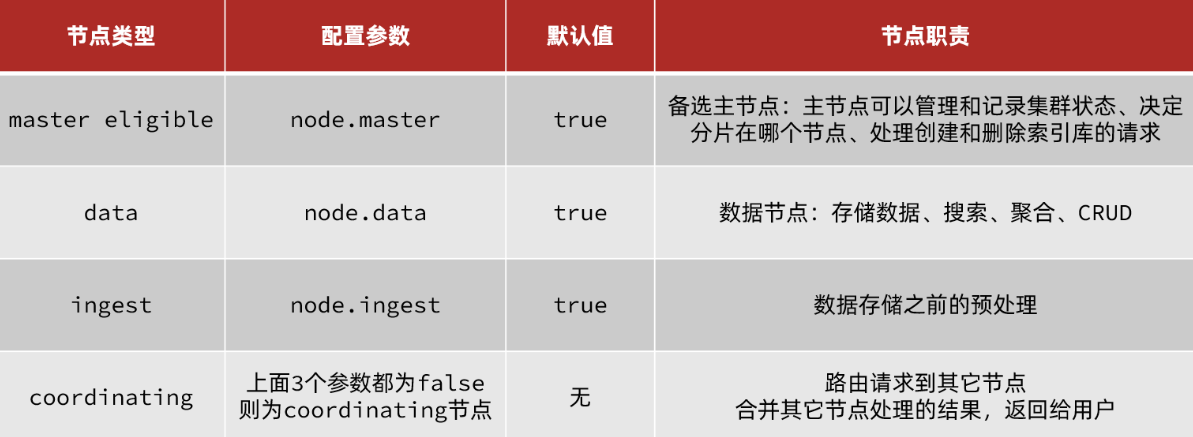 节点类型 配置参数 默认值 节点职责
master eligible node.master true 备选主节点：主节点可以管理和记录集群状态、决定
分片在哪个节点、处理创建和删除索引库的请求
data node.data true 数据节点：存储数据、搜索、聚合、CRUD
ingest node.ingest true 数据存储之前的预处理
coordinating 上面3个参数都为false
则为coordinating节点 无 路由请求到其它节点
合并其它节点处理的结果，返回给用户